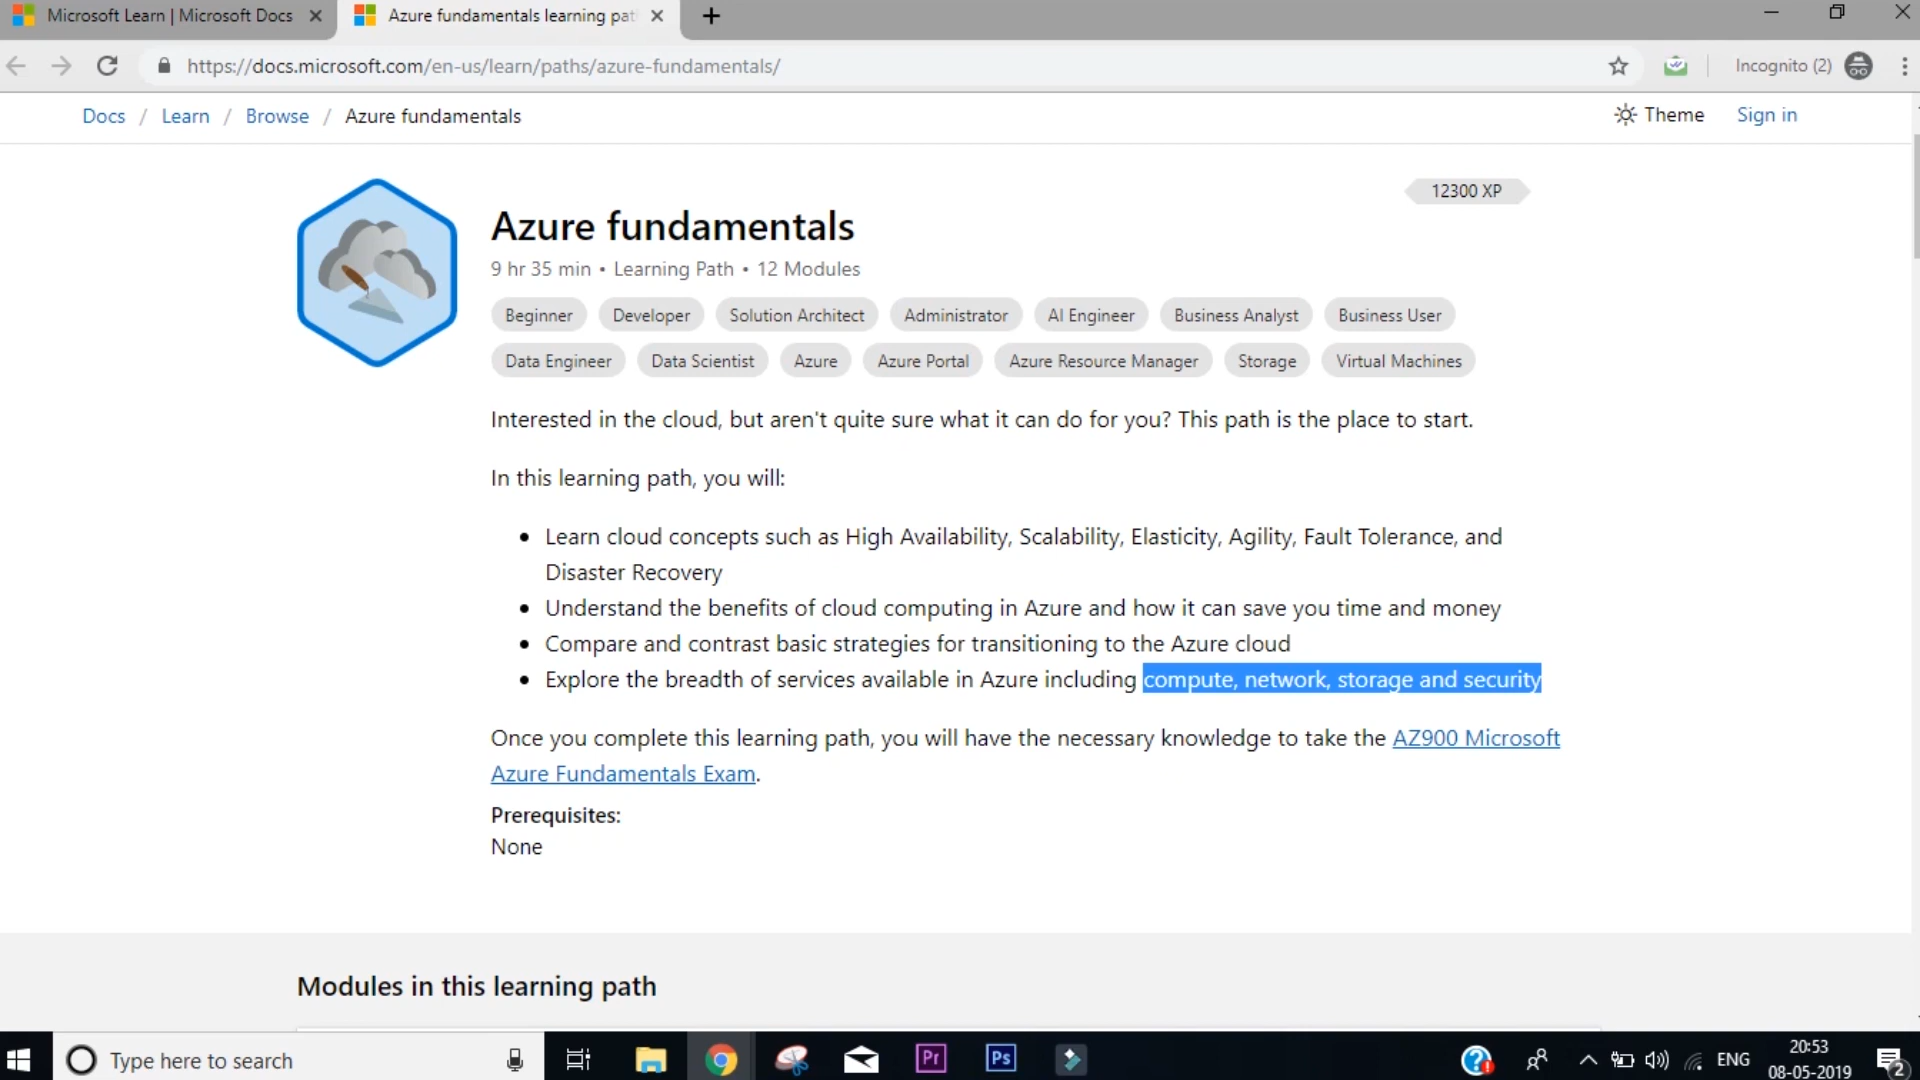 Microsoft Learn | Microsoft Docs
Azure fundamentals learning pat
https://docs.microsoft.com/en-us/learn/paths/azure-fundamentals/
Incognito (2)
Docs / Learn / Browse / Azure fundamentals
Theme
Sign in
12300 XP
Azure fundamentals
9 hr 35 min • Learning Path • 12 Modules
Beginner Developer Solution Architect Administrator AI Engineer Business Analyst Business User
Data Engineer Data Scientist Azure Azure Portal Azure Resource Manager Storage Virtual Machines
Interested in the cloud, but aren't quite sure what it can do for you? This path is the place to start.
In this learning path, you will:
• Learn cloud concepts such as High Availability, Scalability, Elasticity, Agility, Fault Tolerance, and
Disaster Recovery
• Understand the benefits of cloud computing in Azure and how it can save you time and money
• Compare and contrast basic strategies for transitioning to the Azure cloud
• Explore the breadth of services available in Azure including compute, network, storage and security
Once you complete this learning path, you will have the necessary knowledge to take the AZ900 Microsoft
Azure Fundamentals Exam.
Prerequisites:
None
Modules in this learning path
Type here to search
Pr
Ps
ENG
20:53
08-05-2019
2